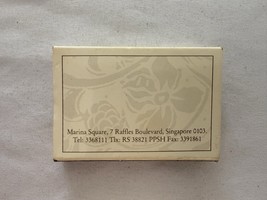 Marina Square, 7 Raffles Boulevard, Singapore 0103.
Tel: 3368111 Tlx: RS 38821 PPSH Fax: 3391861